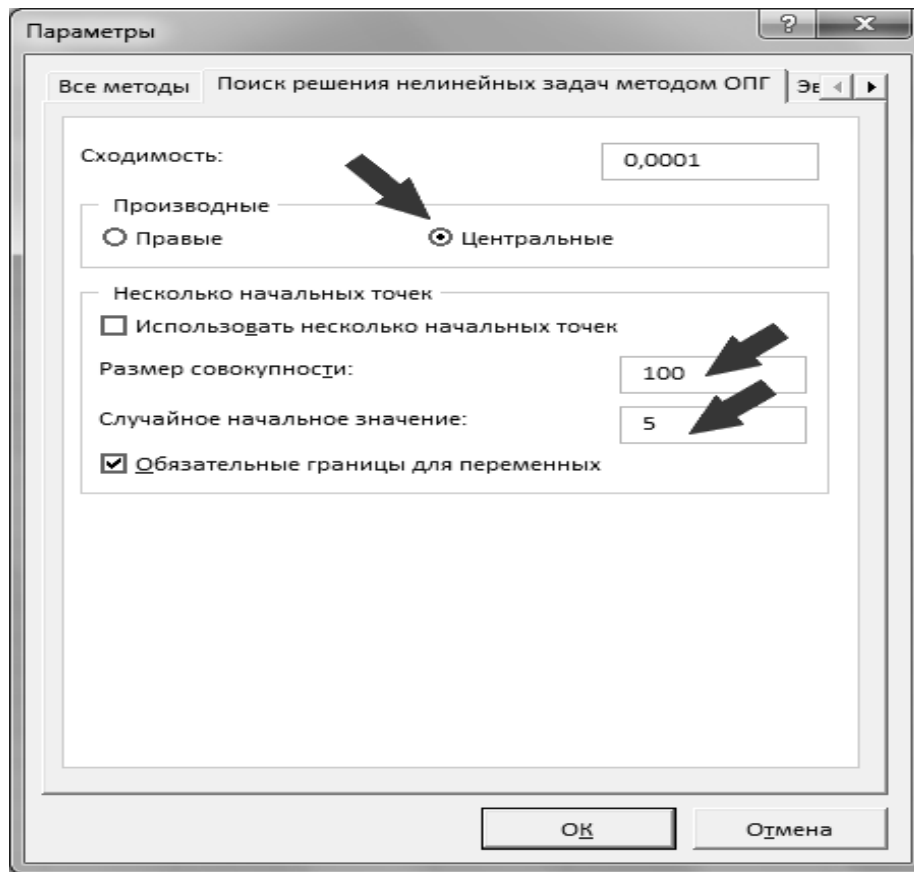 Параметры
Все методы Поиск решения нелинейных задач методом ОПГ Эв
Сходимость: 0,0001
Производные
Правые Центральные
Несколько начальных точек
Использовать несколько начальных точек
Размер совокупности: 100
Случайное начальное значение: 5
Обязательные границы для переменных
ОК Отмена